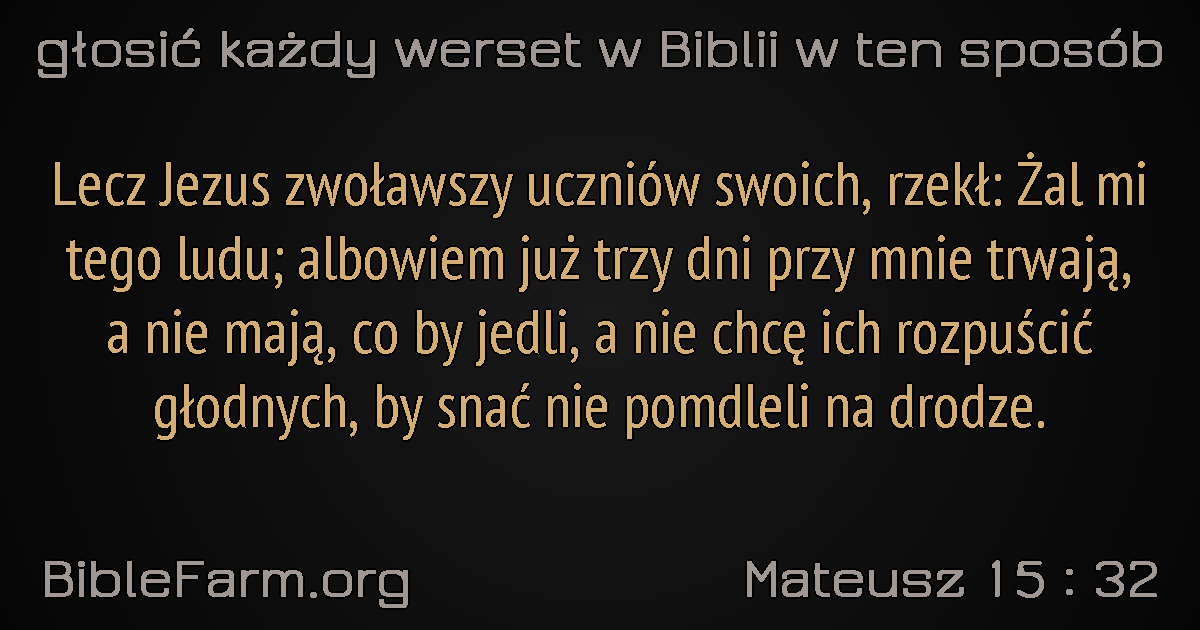 głosić każdy werset w Biblii w ten sposób
Lecz Jezus zwoławszy uczniów swoich, rzekł: Żal mi
tego ludu; albowiem już trzy dni przy mnie trwają,
a nie mają, co by jedli, a nie chcę ich rozpuścić
głodnych, by snać nie pomdleli na drodze.
BibleFarm.org
Mateusz 15 : 32